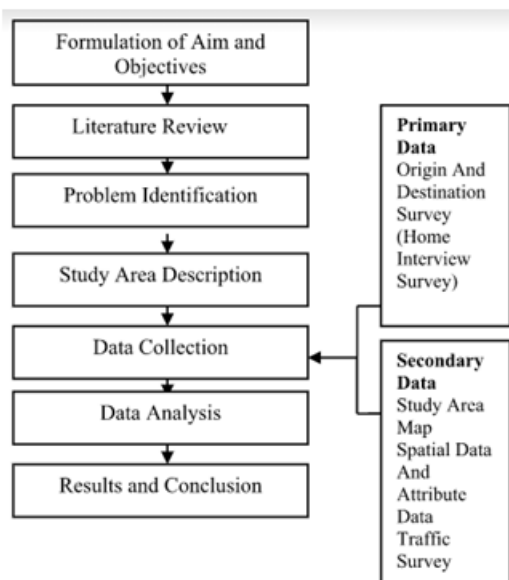 Formulation of Aim and
Objectives
Literature Review
Problem Identification
Study Area Description
Data Collection
Data Analysis
Results and Conclusion
Primary
Data
Origin And
Destination
Survey
(Home
Interview
Survey)
Secondary
Data
Study Area
Map
Spatial Data
And
Attribute
Data
Traffic
Survey